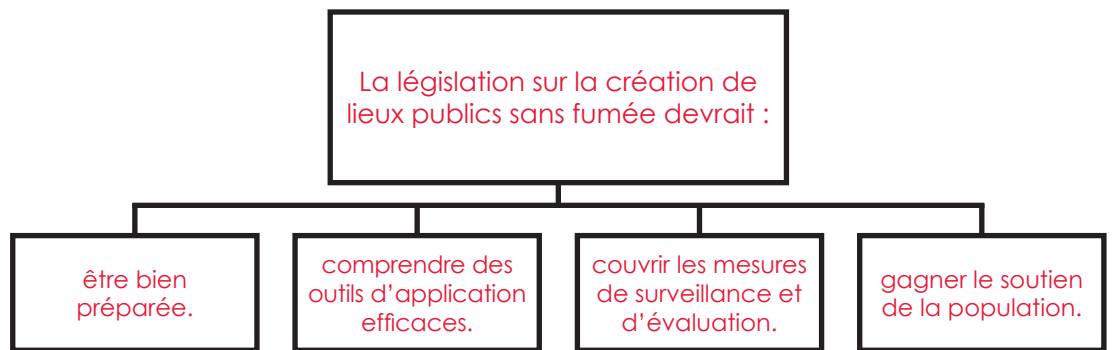 La législation sur la création de
lieux publics sans fumée devrait :
être bien
préparée.
comprendre des
outils d’application
efficaces.
couvrir les mesures
de surveillance et
d’évaluation.
gagner le soutien
de la population.